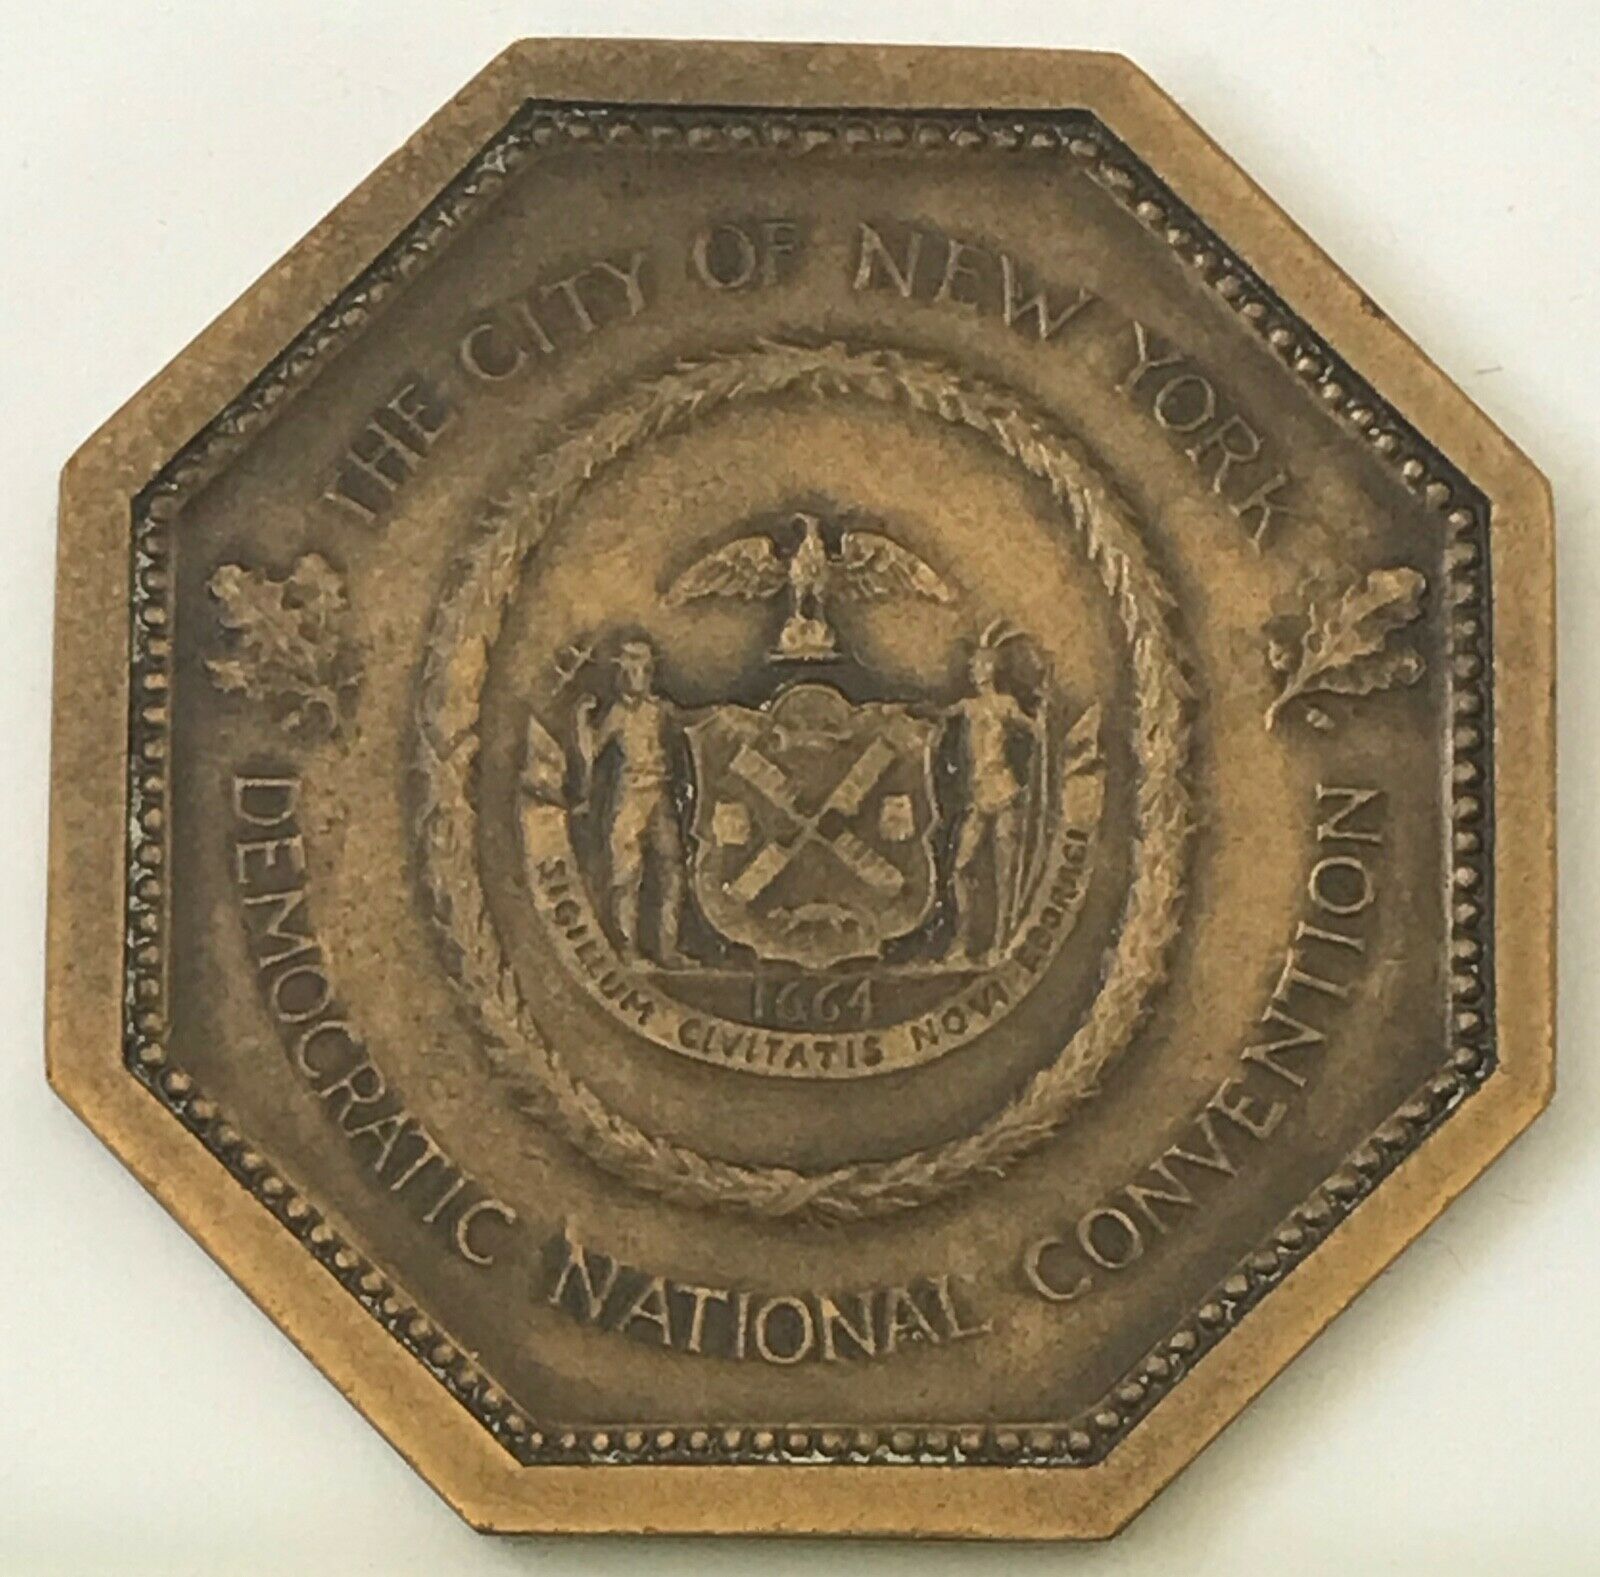 THE CITY OF NEW YORK
DEMOCRATIC NATIONAL CONVENTION
1664
SIGILLUM CIVITATIS NOVI EBORACI